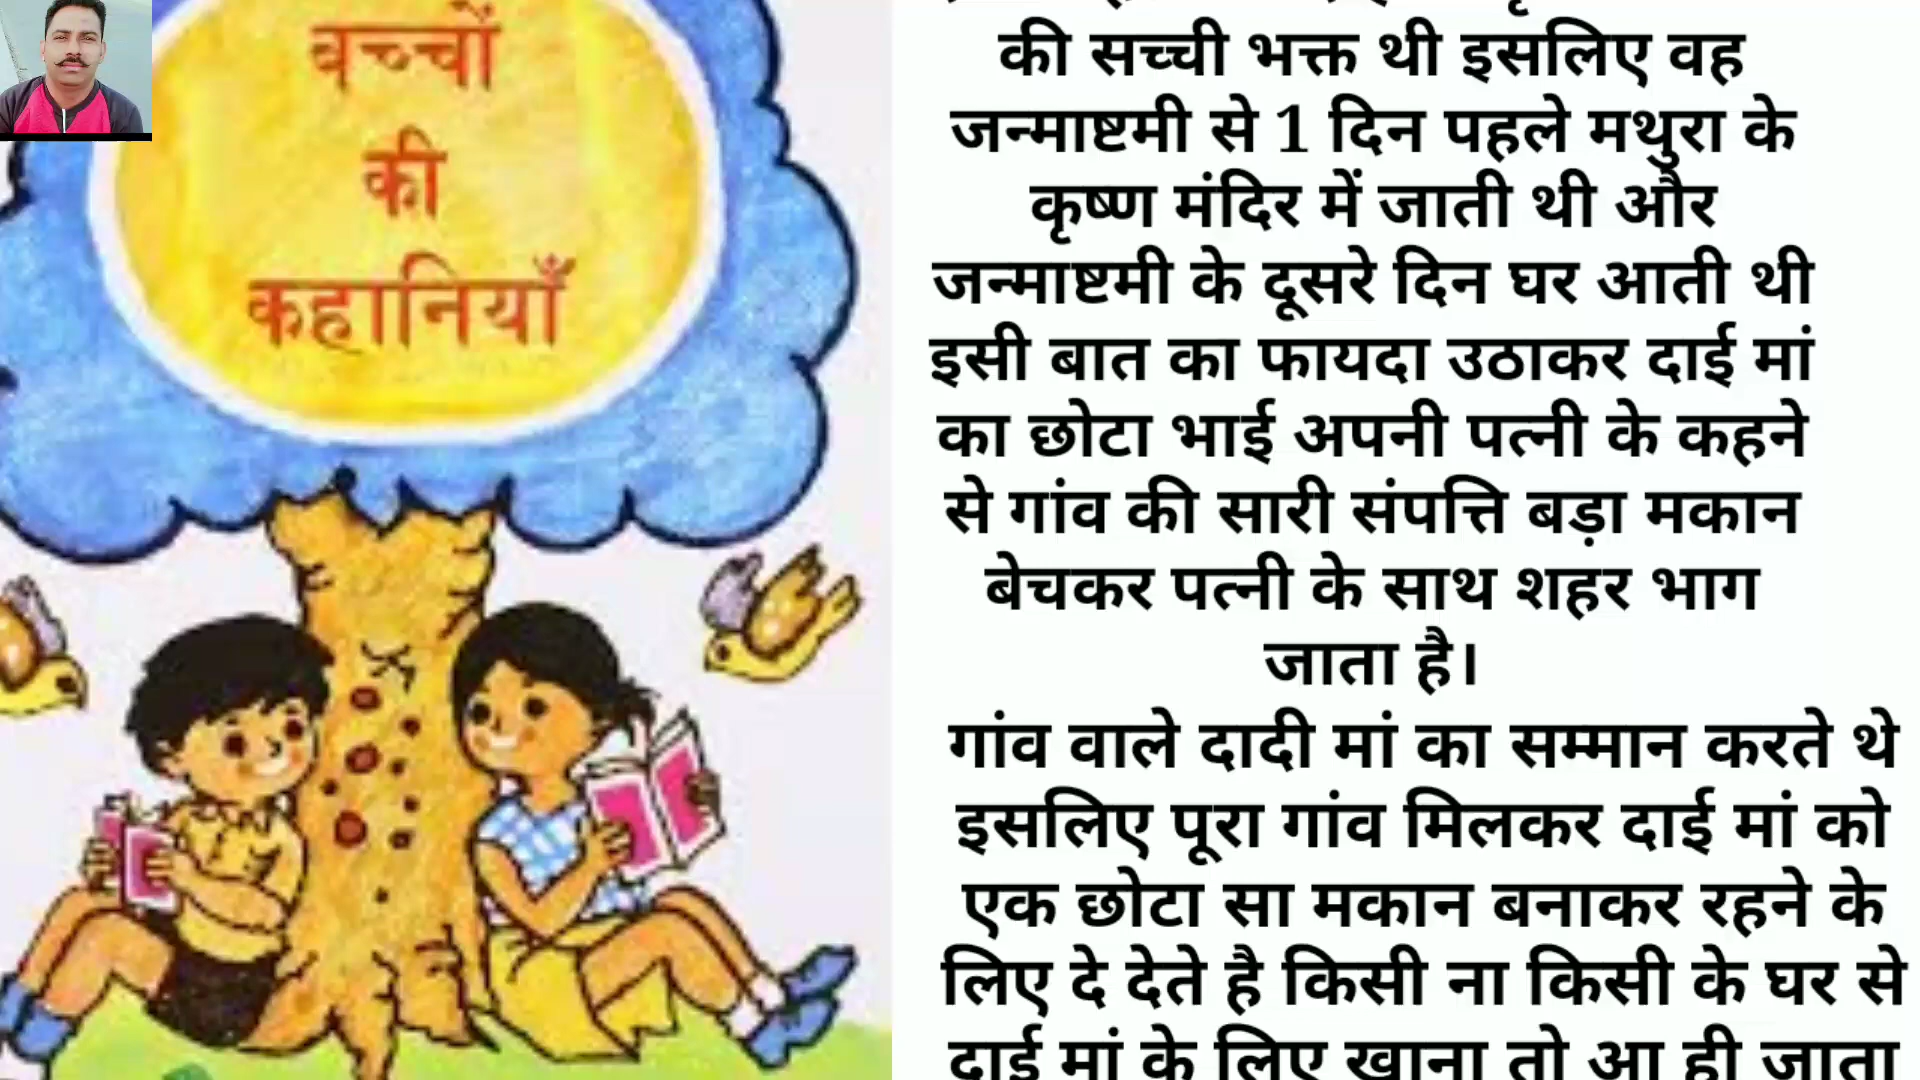 बच्चों
की
कहानियाँ
की सच्ची भक्त थी इसलिए वह
जन्माष्टमी से 1 दिन पहले मथुरा के
कृष्ण मंदिर में जाती थी और
जन्माष्टमी के दूसरे दिन घर आती थी
इसी बात का फायदा उठाकर दाई मां
का छोटा भाई अपनी पत्नी के कहने
से गांव की सारी संपत्ति बड़ा मकान
बेचकर पत्नी के साथ शहर भाग
जाता है।
गांव वाले दादी मां का सम्मान करते थे
इसलिए पूरा गांव मिलकर दाई मां को
एक छोटा सा मकान बनाकर रहने के
लिए दे देते है किसी ना किसी के घर से
दाई मां के लिए खाना तो आ ही जाता